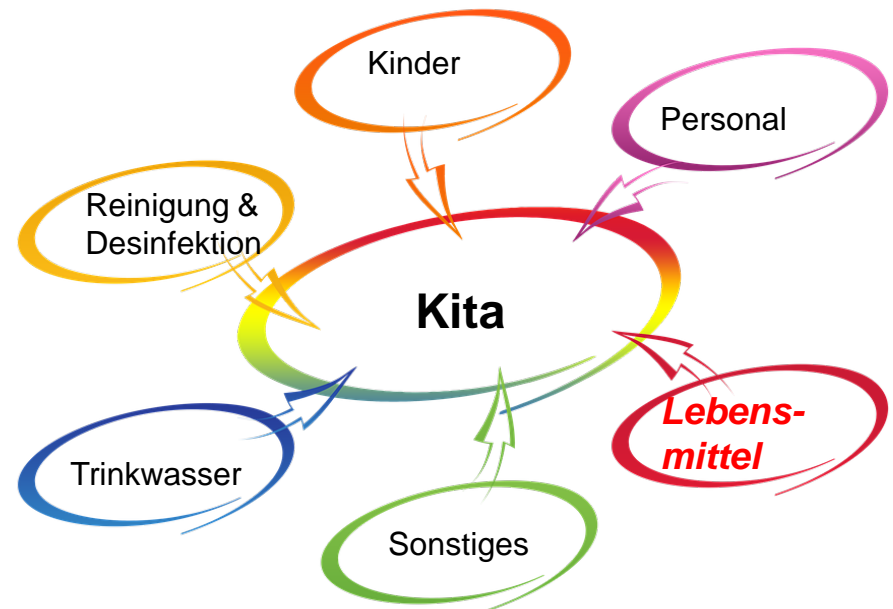 Kinder
Personal
Reinigung &
Desinfektion
Kita
Lebens-
mittel
Trinkwasser
Sonstiges